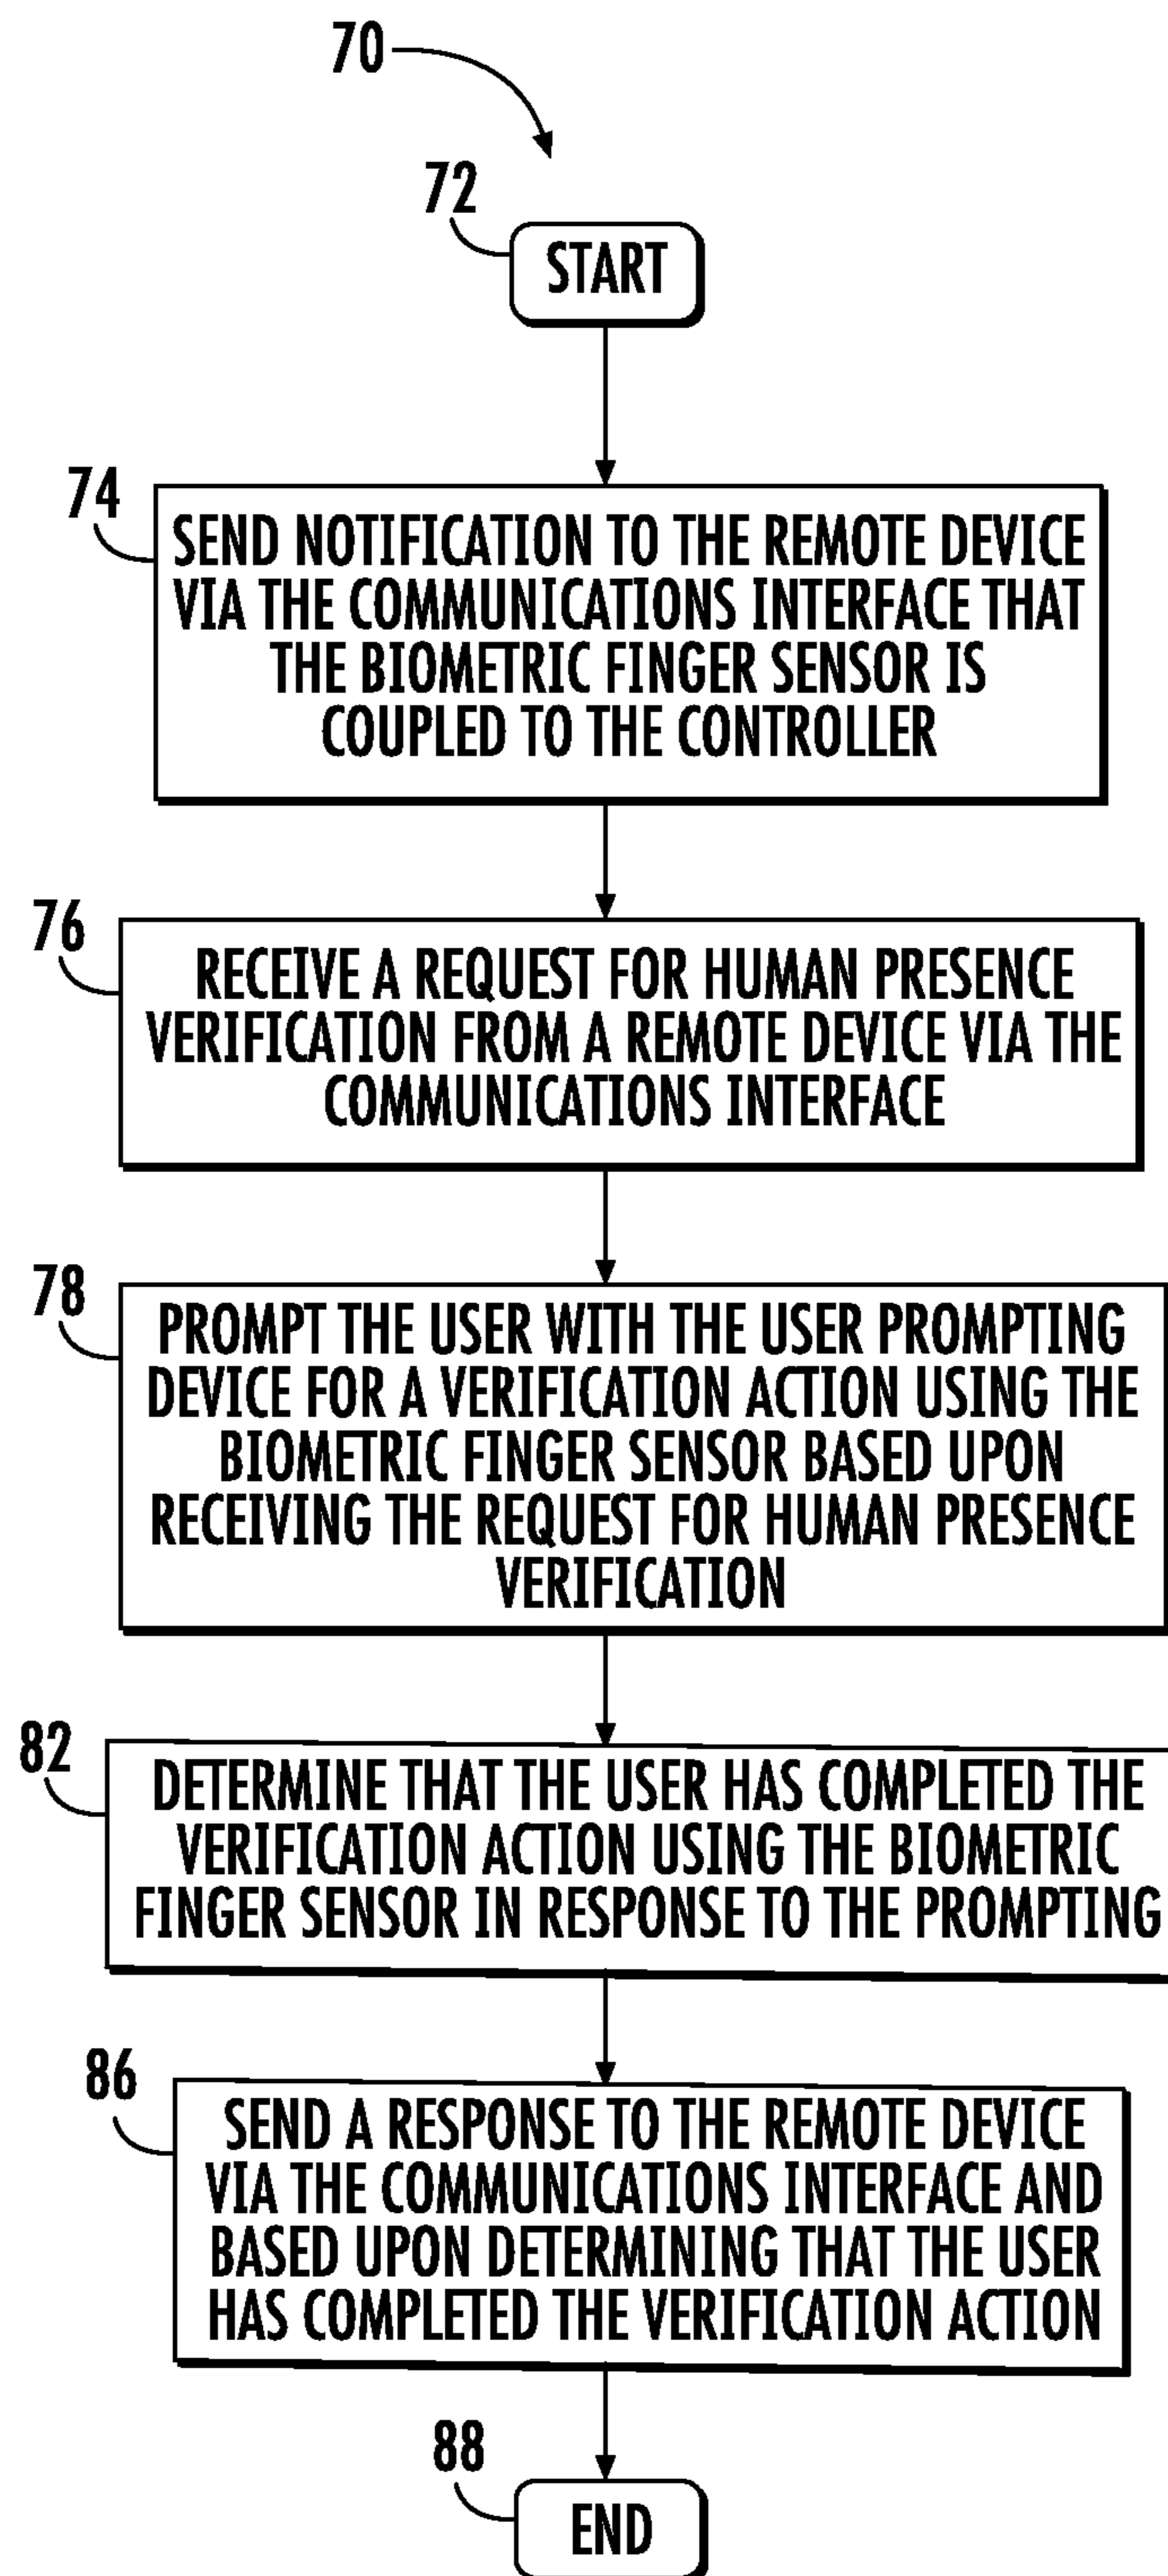 70
72
START
74
SEND NOTIFICATION TO THE REMOTE DEVICE
VIA THE COMMUNICATIONS INTERFACE THAT
THE BIOMETRIC FINGER SENSOR IS
COUPLED TO THE CONTROLLER
76
RECEIVE A REQUEST FOR HUMAN PRESENCE
VERIFICATION FROM A REMOTE DEVICE VIA THE
COMMUNICATIONS INTERFACE
78
PROMPT THE USER WITH THE USER PROMPTING
DEVICE FOR A VERIFICATION ACTION USING THE
BIOMETRIC FINGER SENSOR BASED UPON
RECEIVING THE REQUEST FOR HUMAN PRESENCE
VERIFICATION
82
DETERMINE THAT THE USER HAS COMPLETED THE
VERIFICATION ACTION USING THE BIOMETRIC
FINGER SENSOR IN RESPONSE TO THE PROMPTING
86
SEND A RESPONSE TO THE REMOTE DEVICE
VIA THE COMMUNICATIONS INTERFACE AND
BASED UPON DETERMINING THAT THE USER
HAS COMPLETED THE VERIFICATION ACTION
88
END